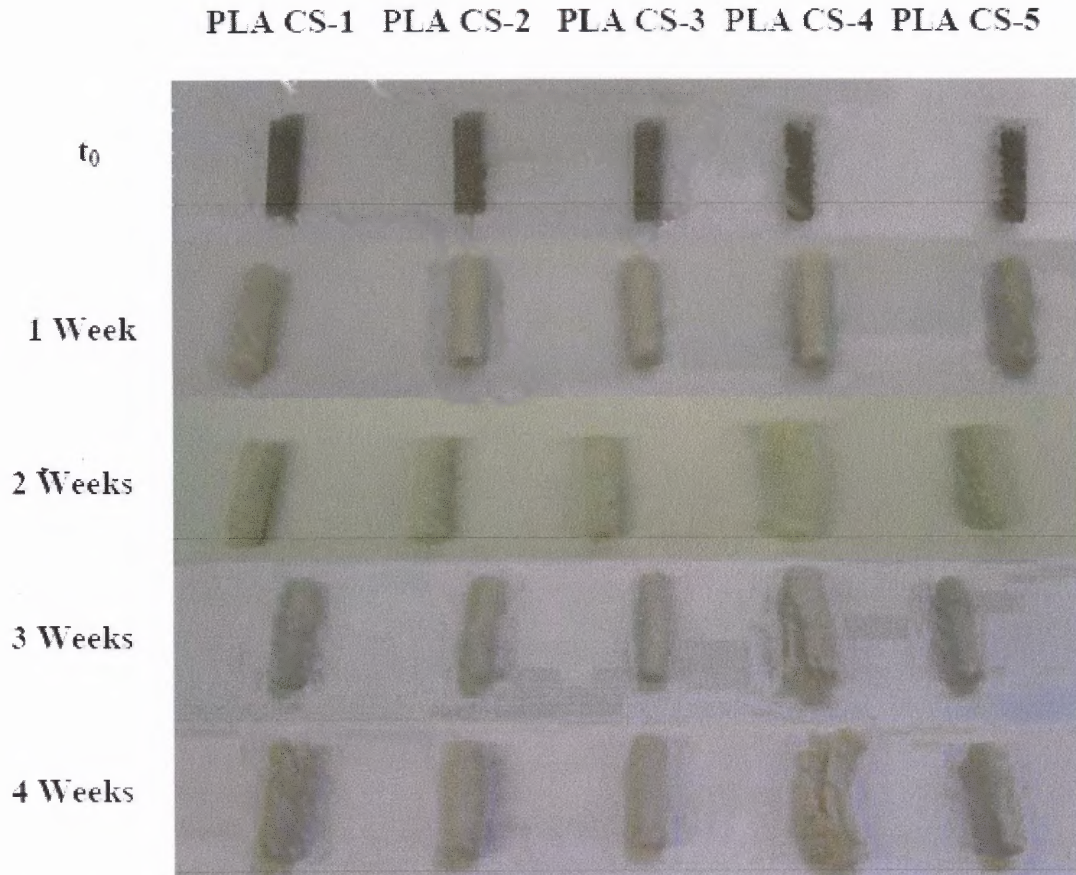 PLA CS-1 PLA CS-2 PLA CS-3 PLA CS-4 PLA CS-5
t₀
1 Week
2 Weeks
3 Weeks
4 Weeks